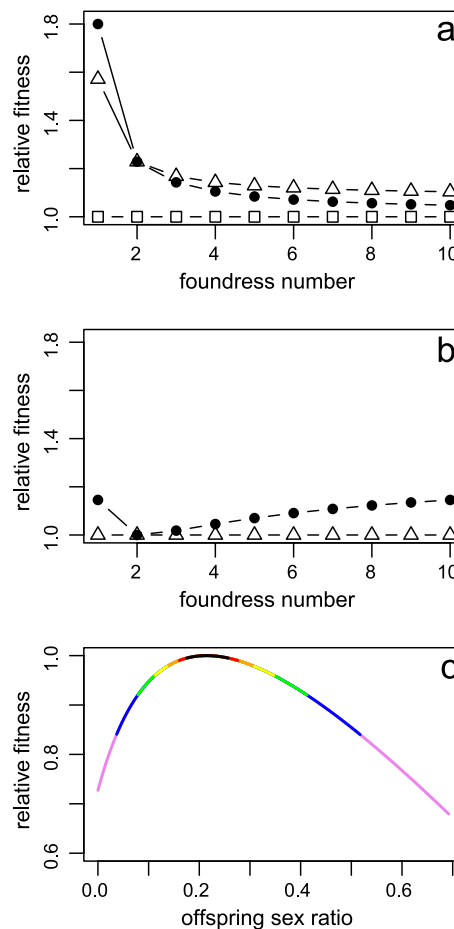 a
relative fitness
1.0 1.4 1.8
2 4 6 8 10
foundress number
b
relative fitness
1.0 1.4 1.8
2 4 6 8 10
foundress number
c
relative fitness
0.6 0.8 1.0
0.0 0.2 0.4 0.6
offspring sex ratio